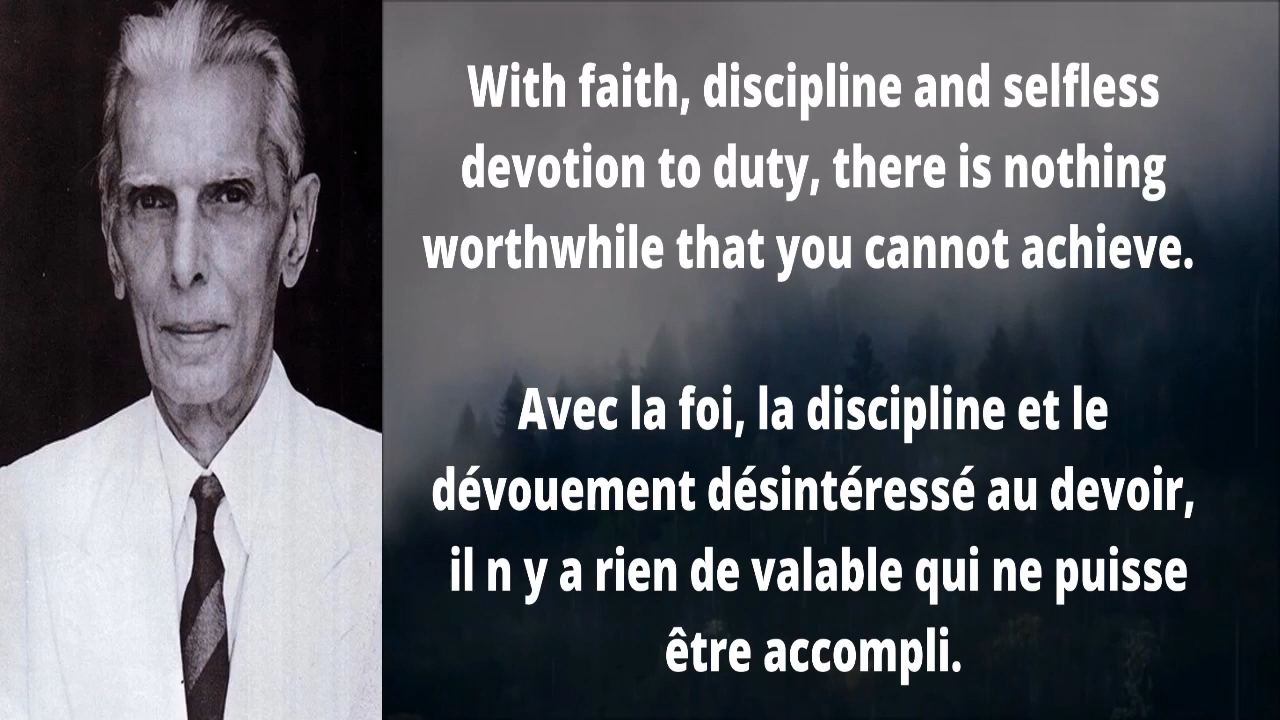 With faith, discipline and selfless
devotion to duty, there is nothing
worthwhile that you cannot achieve.
Avec la foi, la discipline et le
dévouement désintéressé au devoir,
il n y a rien de valable qui ne puisse
être accompli.